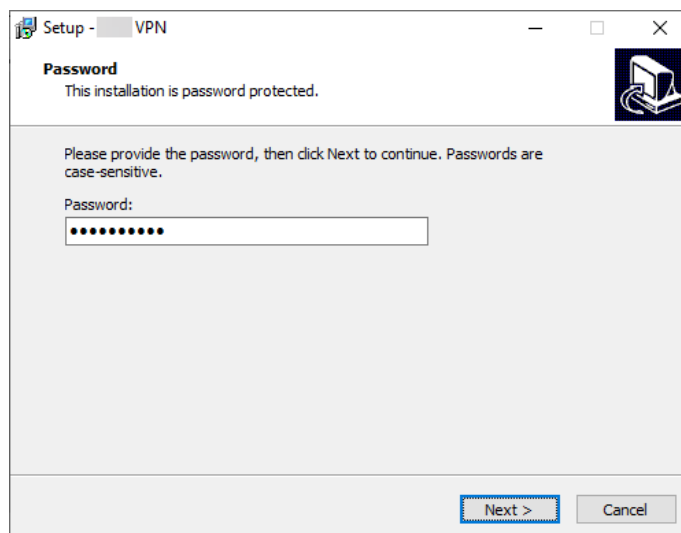 Setup - VPN
Password
This installation is password protected.
Please provide the password, then click Next to continue. Passwords are
case-sensitive.
Password:
••••••••••
Next >
Cancel